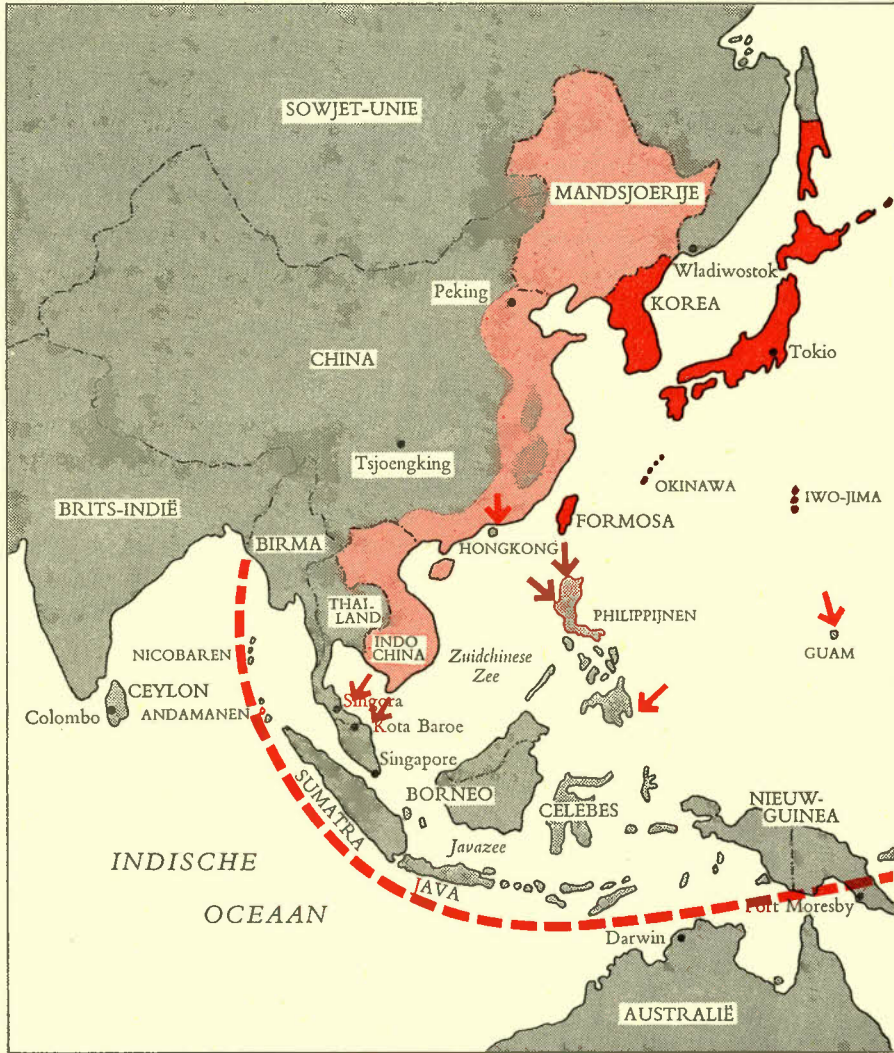 SOWJET-UNIE
MANDSJOERIJE
Wladiwostok
Peking
KOREA
CHINA
Tokio
Tsjoengking
OKINAWA
IWO-JIMA
BRITS-INDIË
FORMOSA
BIRMA
HONGKONG
THAI-
LAND
PHILIPPIJNEN
INDO
CHINA
GUAM
Zuidchinese
Zee
NICOBAREN
CEYLON
Colombo
ANDAMANEN
Singora
Kota Baroe
Singapore
SUMATRA
BORNEO
CELEBES
NIEUW-
GUINEA
Javazee
INDISCHE
OCEAAN
JAVA
Port Moresby
Darwin
AUSTRALIË